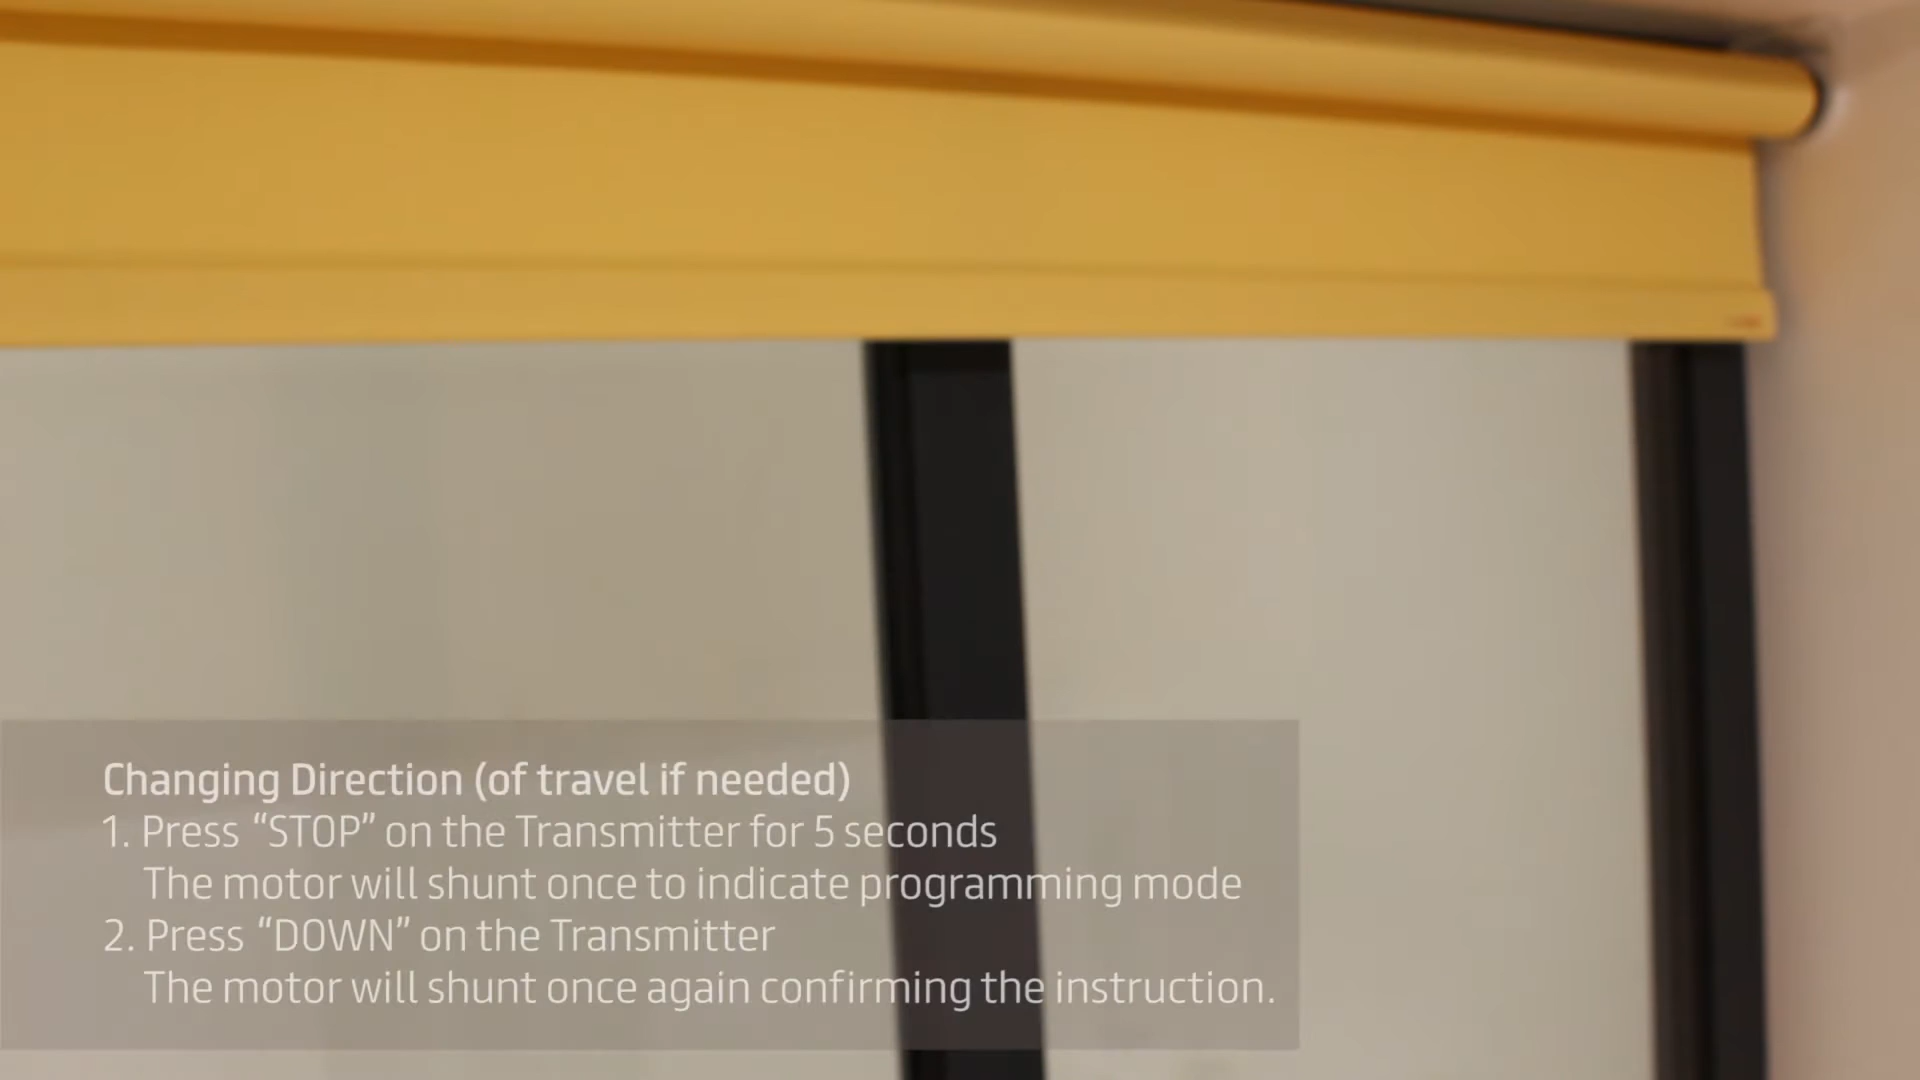 Changing Direction (of travel if needed)
1. Press “STOP” on the Transmitter for 5 seconds
The motor will shunt once to indicate programming mode
2. Press “DOWN” on the Transmitter
The motor will shunt once again confirming the instruction.